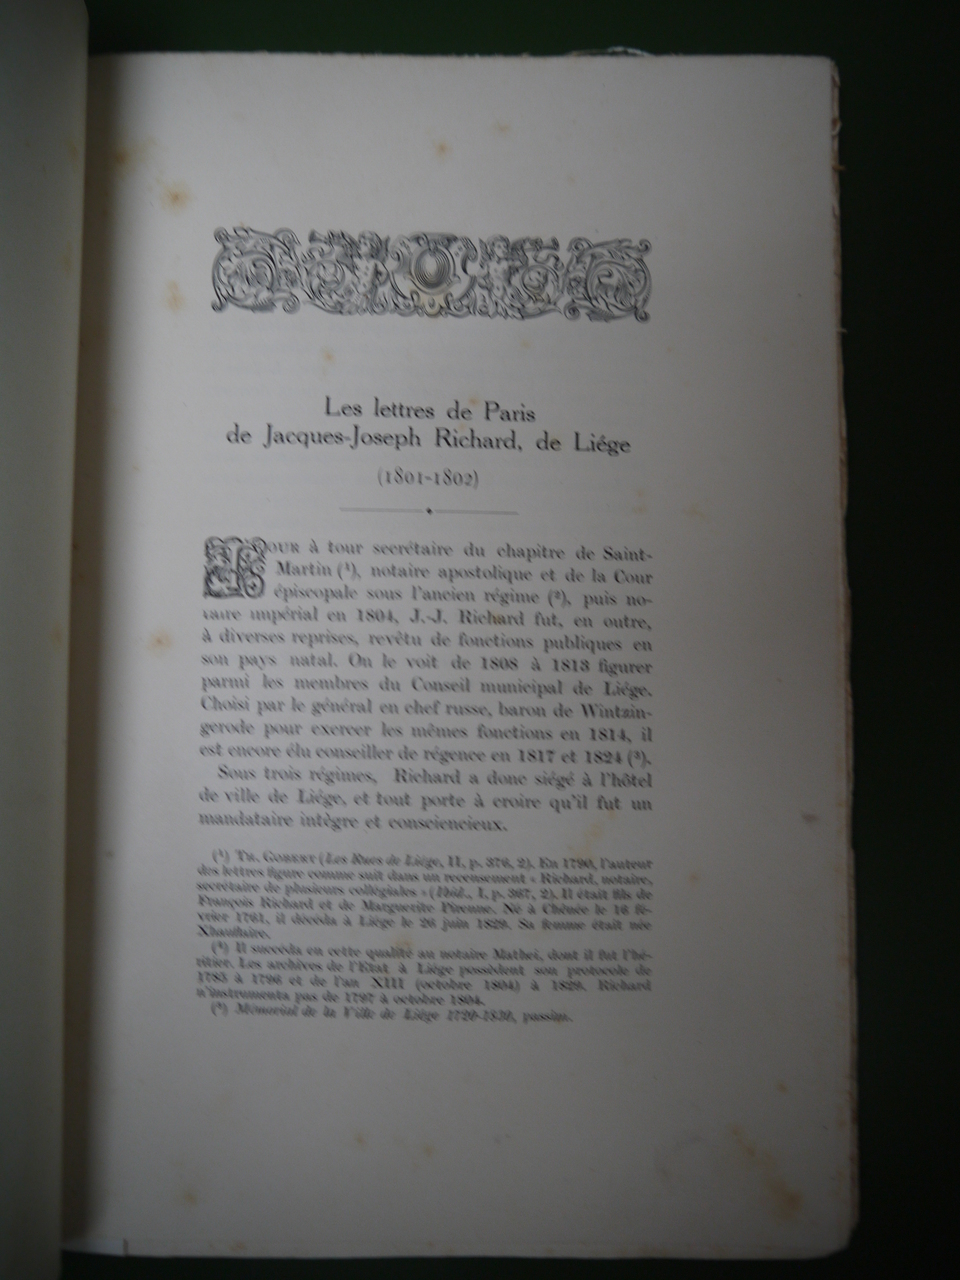 Les lettres de Paris
de Jacques-Joseph Richard, de Liége
(1801-1802)
Tour à tour secrétaire du chapitre de Saint-
Martin (¹), notaire apostolique et de la Cour
épiscopale sous l'ancien régime (²), puis no-
taire impérial en 1804, J.-J. Richard fut, en outre,
à diverses reprises, revêtu de fonctions publiques en
son pays natal. On le voit de 1808 à 1813 figurer
parmi les membres du Conseil municipal de Liége.
Choisi par le général en chef russe, baron de Wintzin-
gerode pour exercer les mêmes fonctions en 1814, il
est encore élu conseiller de régence en 1817 et 1824 (³).
Sous trois régimes, Richard a donc siégé à l'hôtel
de ville de Liége, et tout porte à croire qu'il fut un
mandataire intègre et consciencieux.
(¹) Th. Gobert (Les Rues de Liége, II, p. 376, 2). En 1790, l'auteur
des lettres figure comme suit dans un recensement « Richard, notaire,
secrétaire de plusieurs collégiales » (Ibid., I, p. 367, 2). Il était fils de
François Richard et de Marguerite Pirenne. Né à Chênée le 16 fé-
vrier 1761, il décéda à Liége le 26 juin 1829. Sa femme était née
Xhauflaire.
(²) Il succéda en cette qualité au notaire Mathei, dont il fut l'hé-
ritier. Les archives de l'Etat à Liége possèdent son protocole de
1785 à 1796 et de l'an XIII (octobre 1804) à 1829. Richard
n'instrumenta pas de 1797 à octobre 1804.
(³) Mémorial de la Ville de Liége 1720-1830, passim.